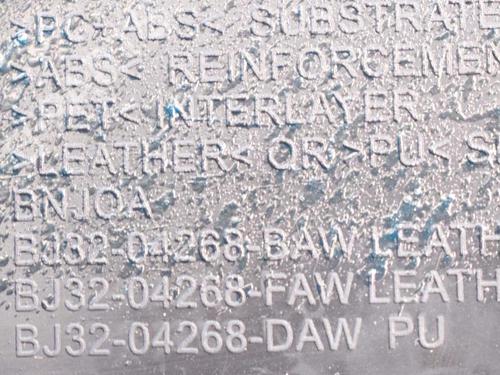 >PC+ABS< SUBSTRATE
>ABS< REINFORCEMEN
>PET< INTERLAYER
>LEATHER< OR >PU< S
BNJOA
BJ32-04268-BAW LEATH
BJ32-04268-FAW LEATH
BJ32-04268-DAW PU